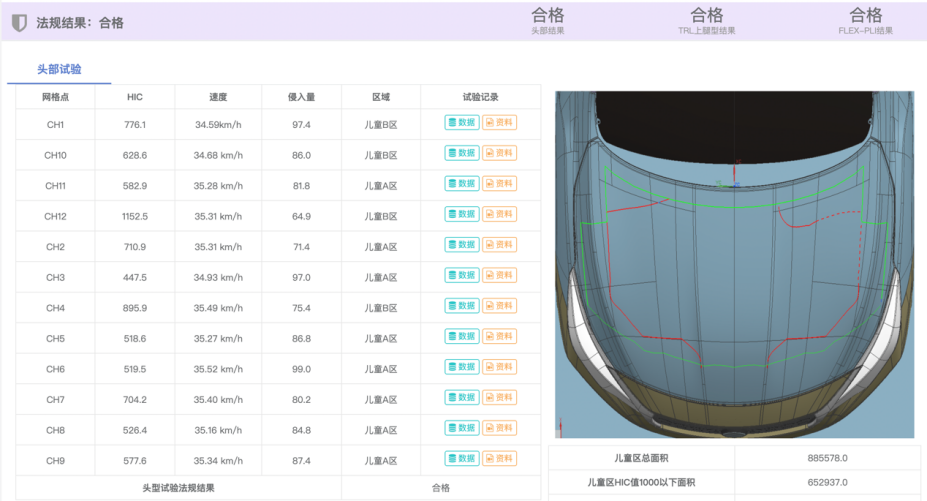 法规结果：合格
合格 合格 合格
头部结果 TRL上腿型结果 FLEX-PLI结果
头部试验
网格点 HIC 速度 侵入量 区域 试验记录
CH1 776.1 34.59km/h 97.4 儿童B区 数据 资料
CH10 628.6 34.68 km/h 86.0 儿童B区 数据 资料
CH11 582.9 35.28 km/h 81.8 儿童A区 数据 资料
CH12 1152.5 35.31 km/h 64.9 儿童B区 数据 资料
CH2 710.9 35.31 km/h 71.4 儿童A区 数据 资料
CH3 447.5 34.93 km/h 97.0 儿童A区 数据 资料
CH4 895.9 35.49 km/h 75.4 儿童B区 数据 资料
CH5 518.6 35.27 km/h 86.8 儿童A区 数据 资料
CH6 519.5 35.52 km/h 99.0 儿童A区 数据 资料
CH7 704.2 35.40 km/h 80.2 儿童A区 数据 资料
CH8 526.4 35.16 km/h 84.8 儿童A区 数据 资料
CH9 577.6 35.34 km/h 87.4 儿童A区 数据 资料
头型试验法规结果 合格
儿童区总面积 885578.0
儿童区HIC值1000以下面积 652937.0